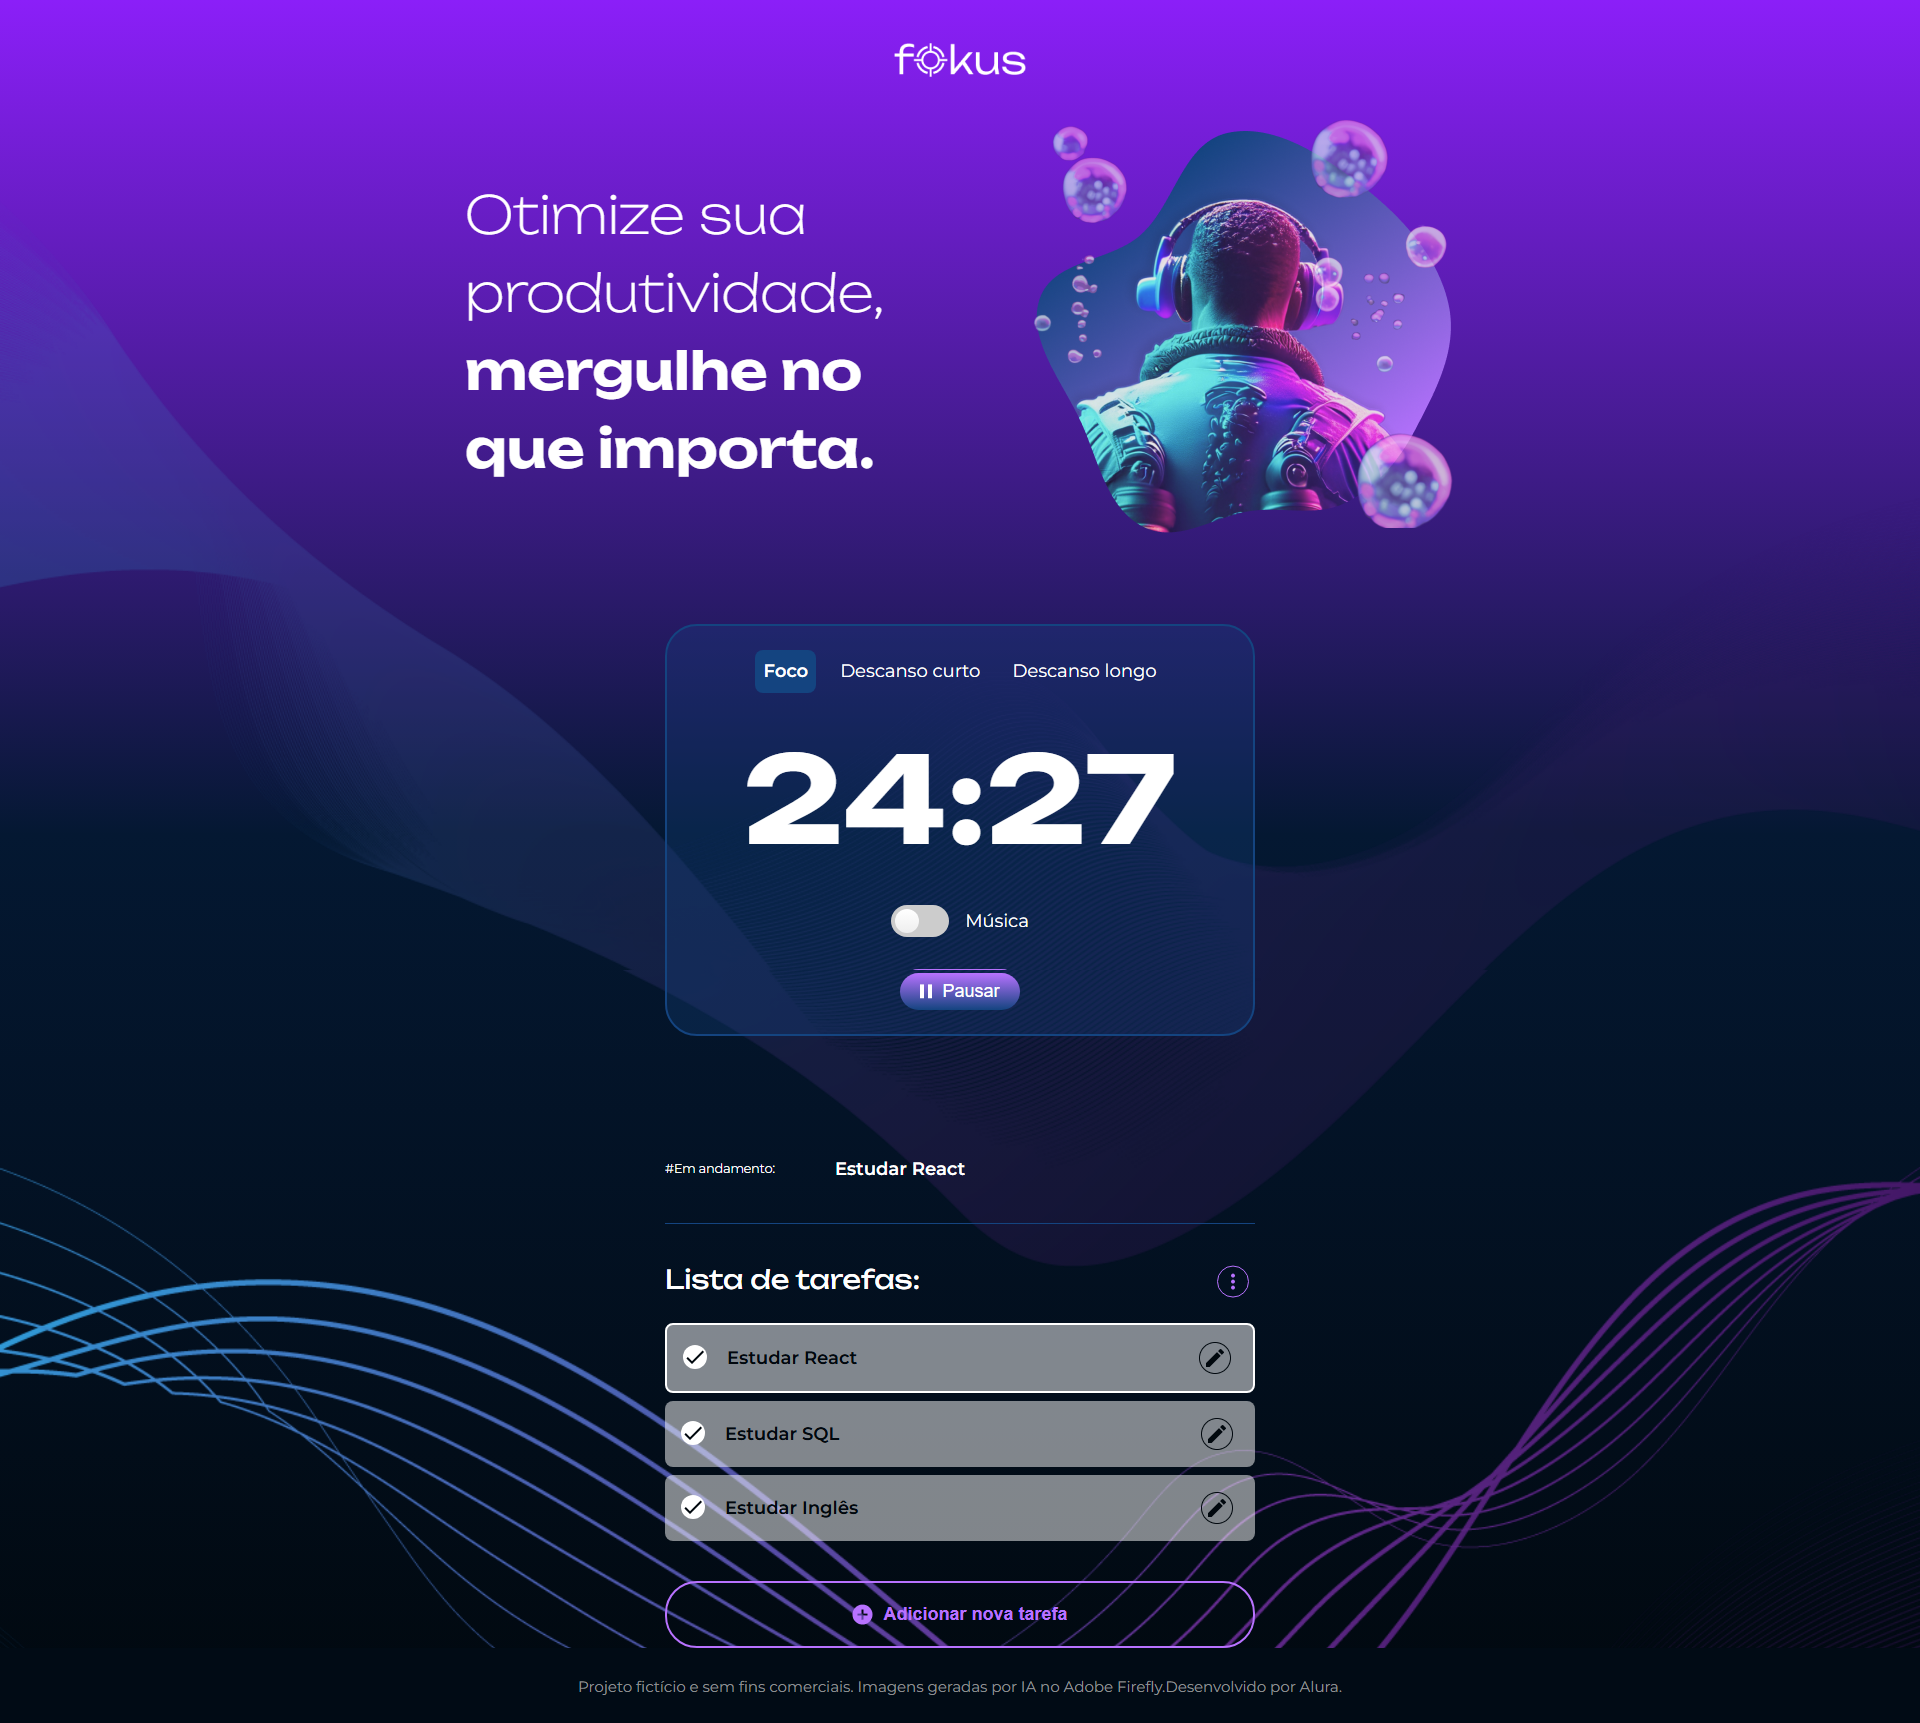 fokus
Otimize sua
produtividade,
mergulhe no
que importa.
Foco Descanso curto Descanso longo
24:27
Música
Pausar
#Em andamento: Estudar React
Lista de tarefas:
Estudar React
Estudar SQL
Estudar Inglês
Adicionar nova tarefa
Projeto fictício e sem fins comerciais. Imagens geradas por IA no Adobe Firefly.Desenvolvido por Alura.